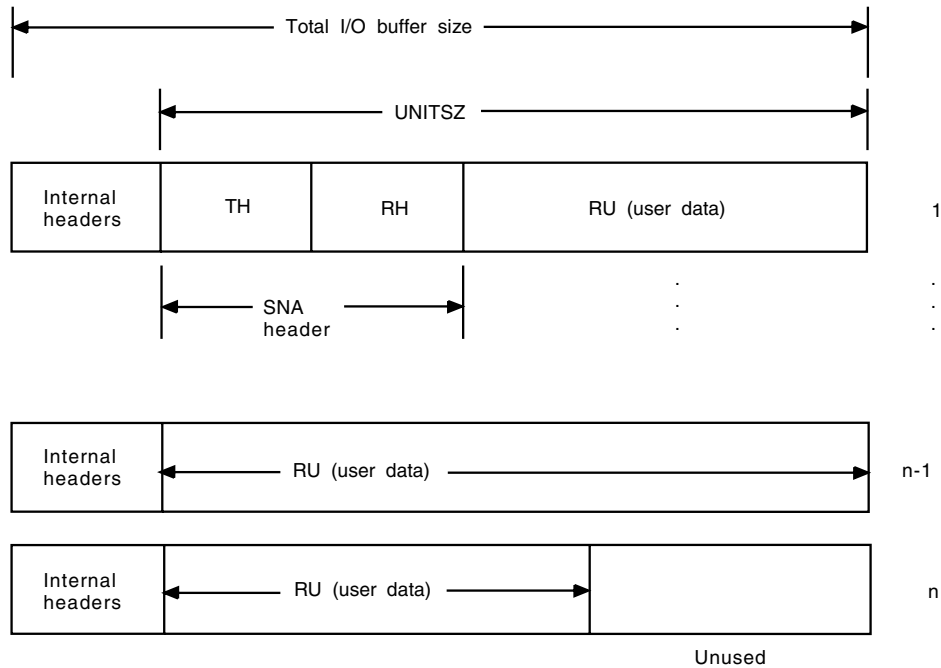 Total I/O buffer size
UNITSZ
Internal
headers
TH
RH
RU (user data)
1
SNA
header
.
.
.
.
.
.
Internal
headers
RU (user data)
n-1
Internal
headers
RU (user data)
n
Unused